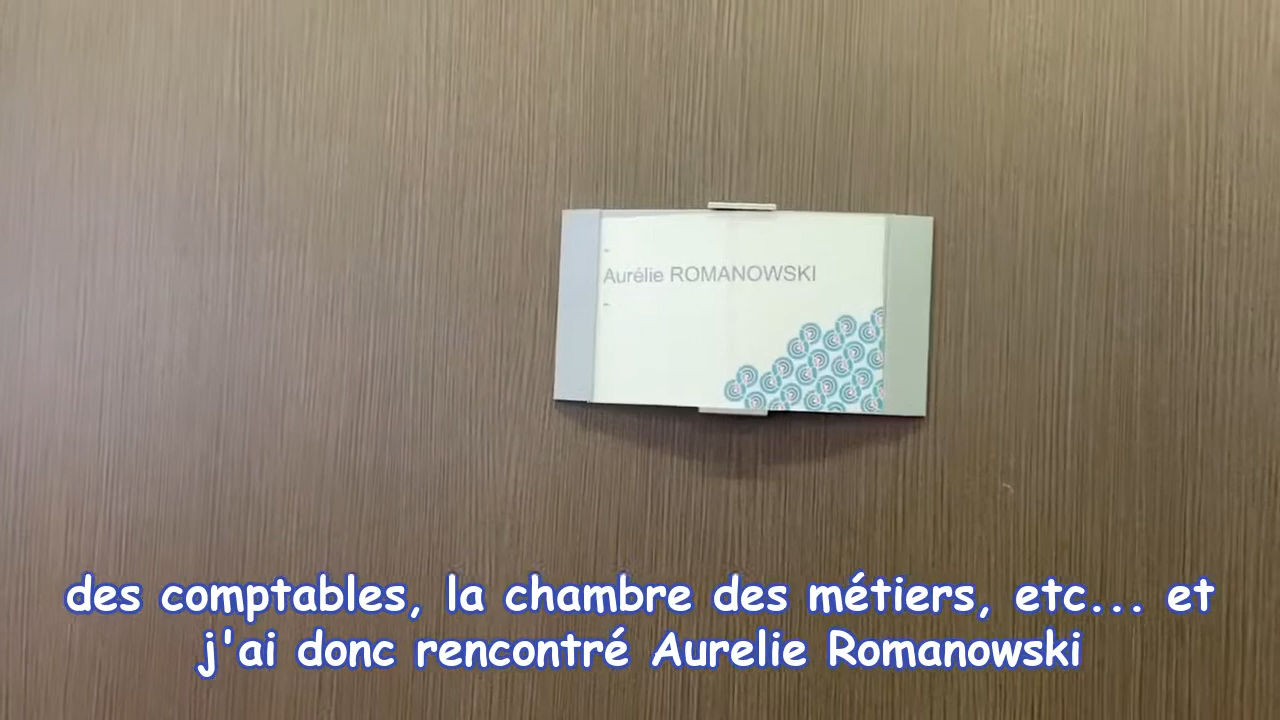 Aurélie ROMANOWSKI
des comptables, la chambre des métiers, etc... et
j'ai donc rencontré Aurelie Romanowski